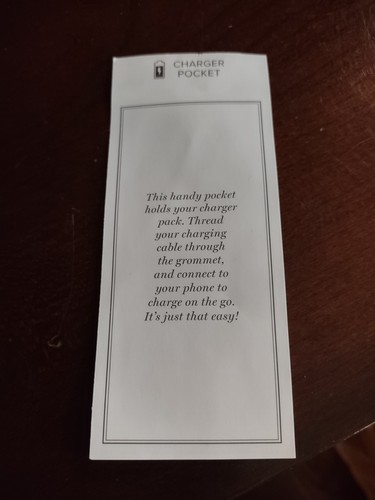 CHARGER
POCKET
This handy pocket
holds your charger
pack. Thread
your charging
cable through
the grommet,
and connect to
your phone to
charge on the go.
It's just that easy!